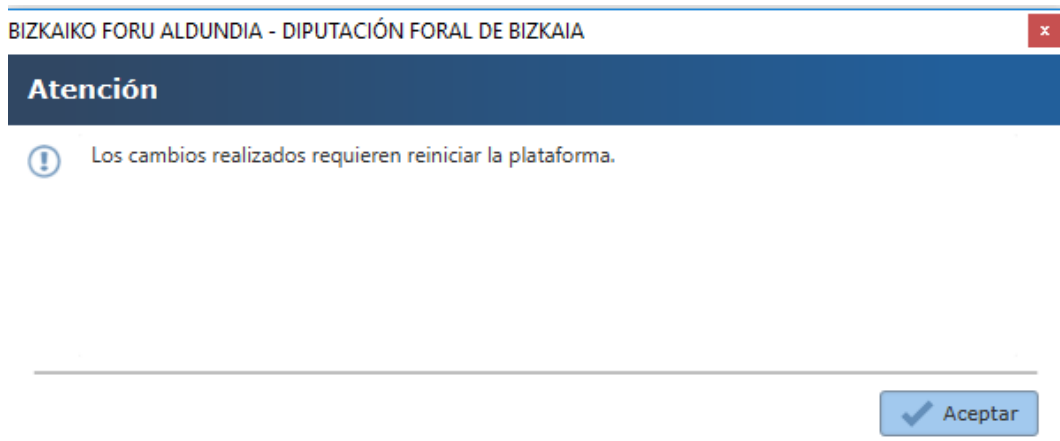 BIZKAIKO FORU ALDUNDIA - DIPUTACIÓN FORAL DE BIZKAIA
x
Atención
Los cambios realizados requieren reiniciar la plataforma.
Aceptar